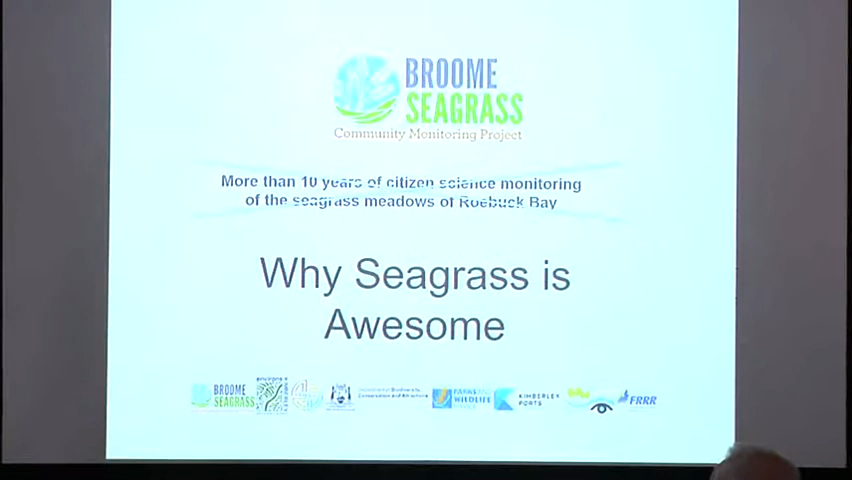 BROOME
SEAGRASS
Community Monitoring Project
More than 10 years of citizen science monitoring
of the seagrass meadows of Roebuck Bay
Why Seagrass is
Awesome
BROOME
SEAGRASS
PARKS AND
WILDLIFE
KIMBERLEY
PORTS
FRRR